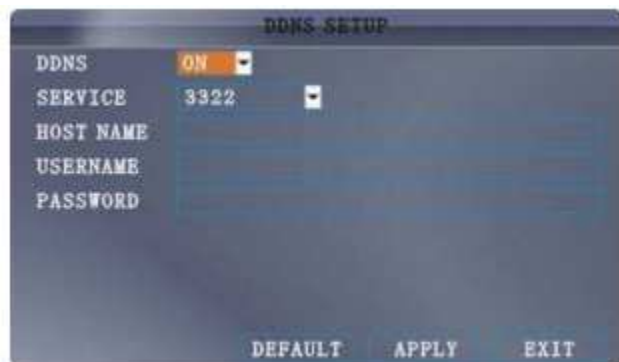 DDNS SETUP
DDNS ON
SERVICE 3322
HOST NAME
USERNAME
PASSWORD
DEFAULT APPLY EXIT